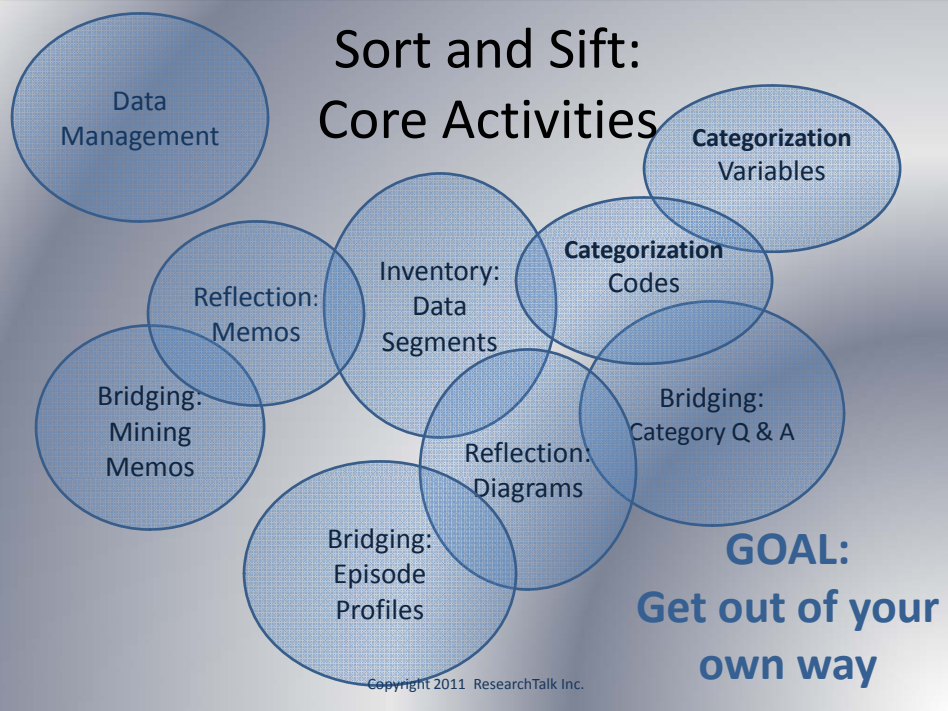 Sort and Sift:
Core Activities
Data
Management
Categorization
Variables
Categorization
Codes
Inventory:
Data
Segments
Reflection:
Memos
Bridging:
Mining
Memos
Bridging:
Category Q & A
Reflection:
Diagrams
Bridging:
Episode
Profiles
GOAL:
Get out of your
own way
Copyright 2011 ResearchTalk Inc.